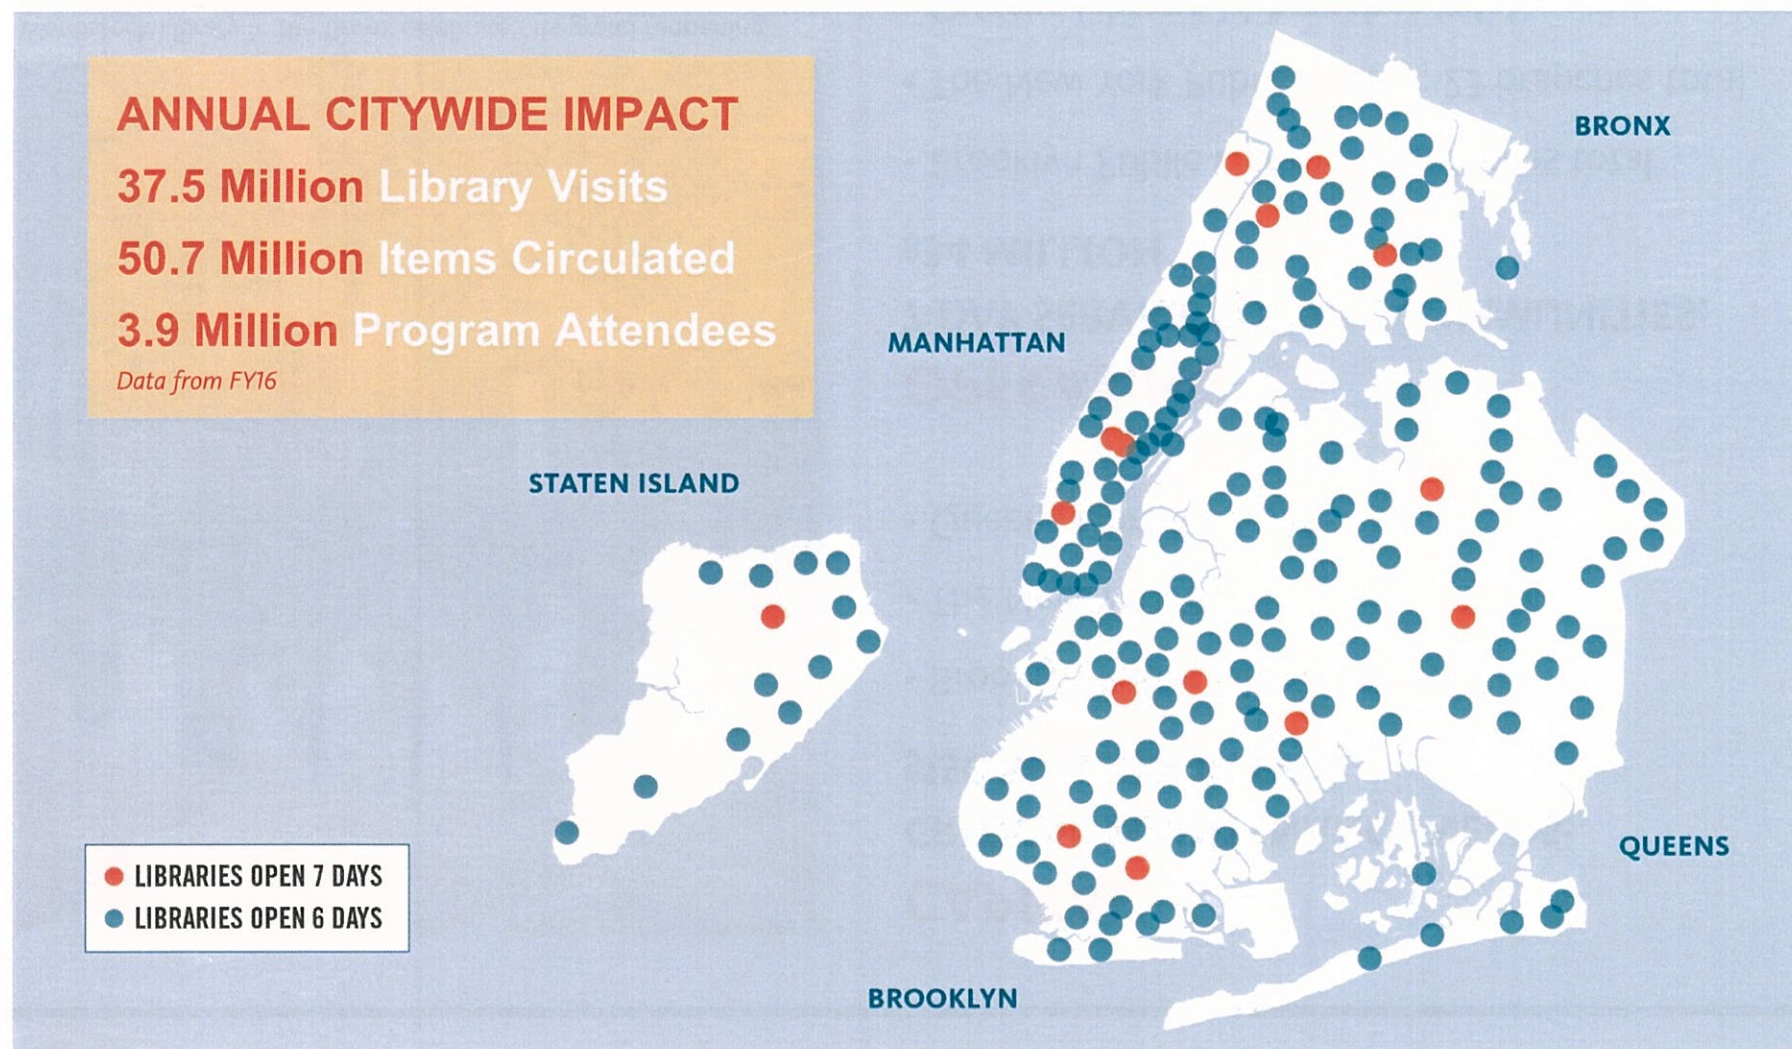 ANNUAL CITYWIDE IMPACT
37.5 Million Library Visits
50.7 Million Items Circulated
3.9 Million Program Attendees
Data from FY16
BRONX
MANHATTAN
STATEN ISLAND
QUEENS
BROOKLYN
LIBRARIES OPEN 7 DAYS
LIBRARIES OPEN 6 DAYS